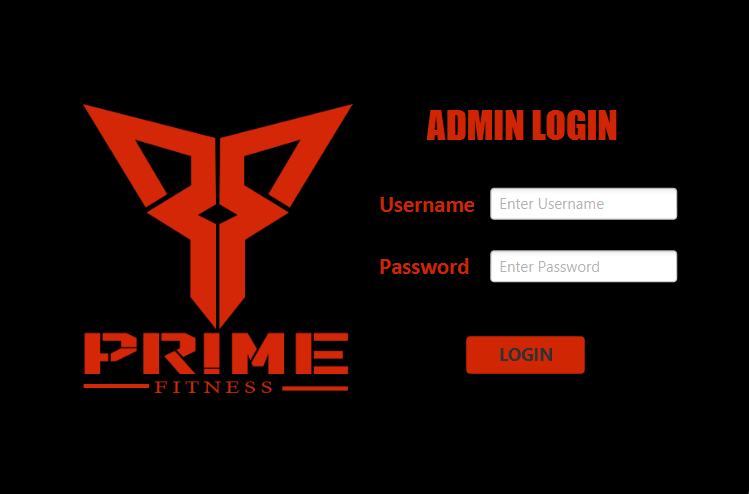 PRIME
FITNESS
ADMIN LOGIN
Username
Enter Username
Password
Enter Password
LOGIN